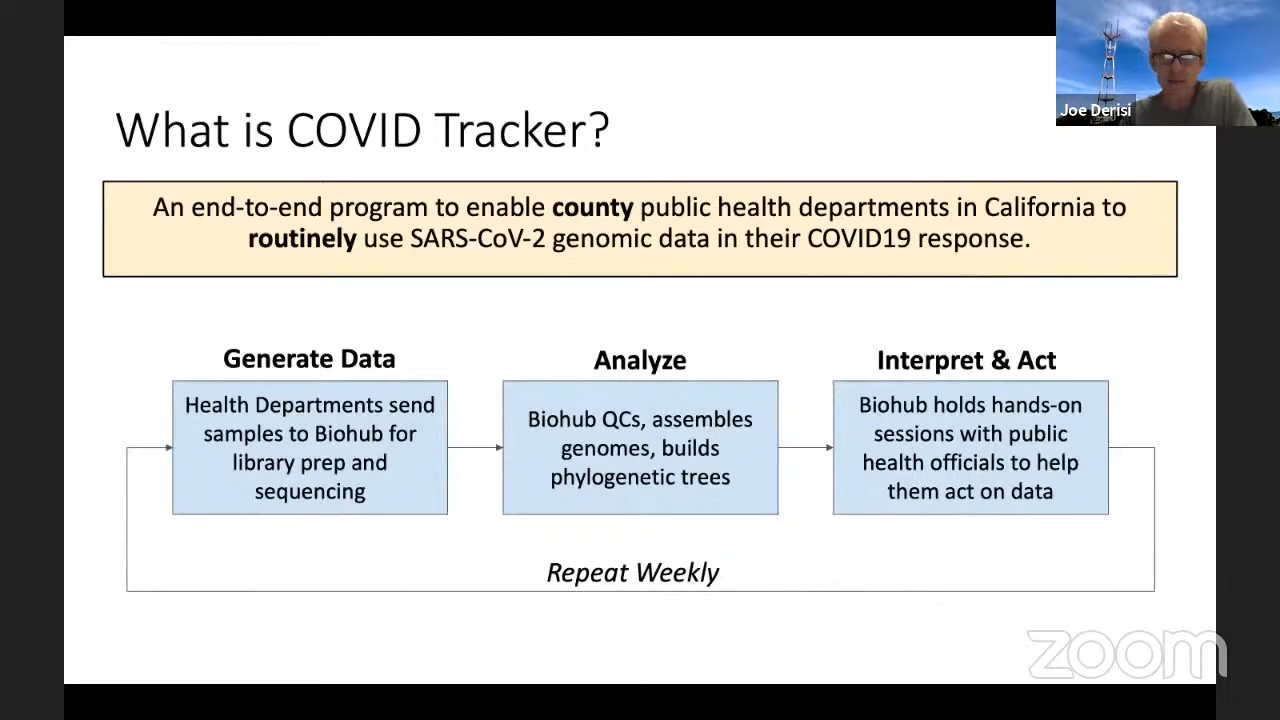 Joe Derisi
What is COVID Tracker?
An end-to-end program to enable county public health departments in California to
routinely use SARS-CoV-2 genomic data in their COVID19 response.
Generate Data
Health Departments send
samples to Biohub for
library prep and
sequencing
Analyze
Biohub QCs, assembles
genomes, builds
phylogenetic trees
Interpret & Act
Biohub holds hands-on
sessions with public
health officials to help
them act on data
Repeat Weekly
zoom